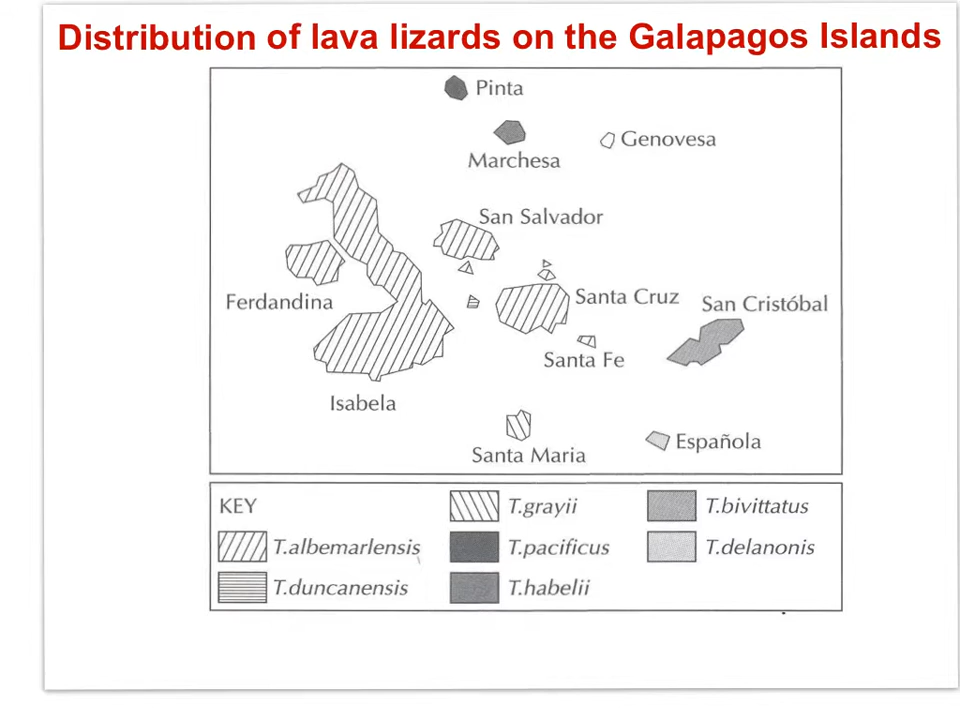 Distribution of lava lizards on the Galapagos Islands
Pinta
Genovesa
Marchesa
San Salvador
Ferdandina
Santa Cruz
San Cristóbal
Santa Fe
Isabela
Santa Maria
Española
KEY
T.grayii
T.bivittatus
T.albemarlensis
T.pacificus
T.delanonis
T.duncanensis
T.habelii